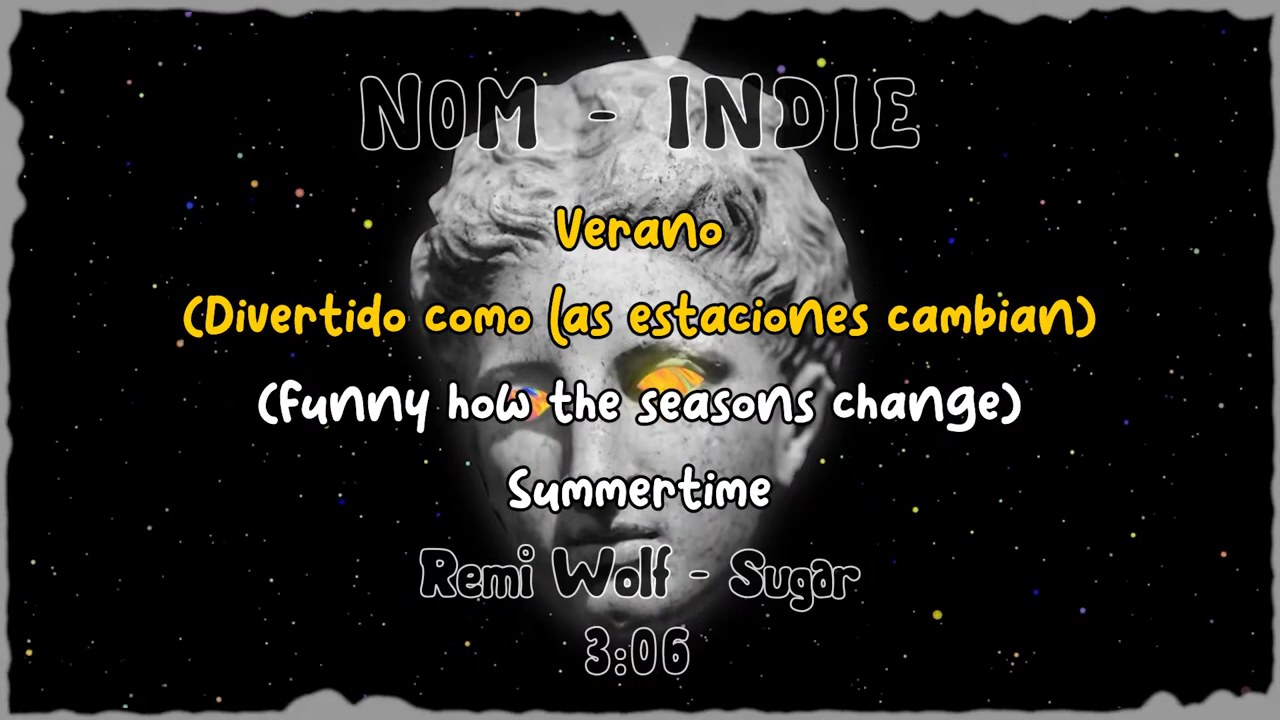 NOM - INDIE
Verano
(Divertido como las estaciones cambian)
(Funny how the seasons change)
Summertime
Remi Wolf - Sugar
3:06